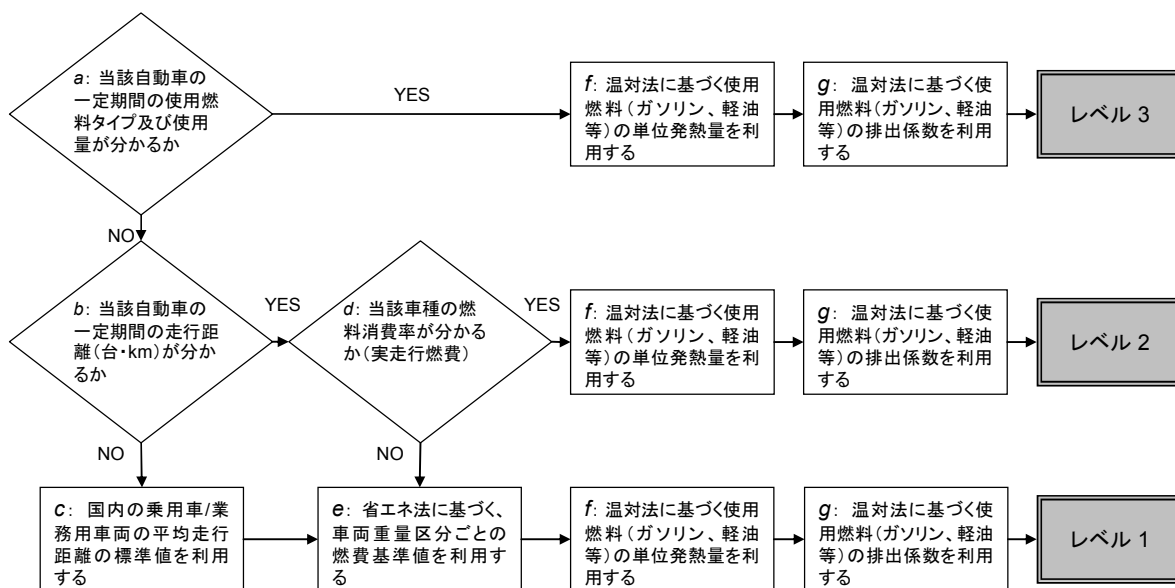 a: 当該自動車の
一定期間の使用燃
料タイプ及び使用
量が分かるか
YES
f: 温対法に基づく使用
燃料(ガソリン、軽油
等)の単位発熱量を利
用する
g: 温対法に基づく使
用燃料(ガソリン、軽油
等)の排出係数を利用
する
レベル 3
NO
b: 当該自動車の
一定期間の走行距
離(台・km)が分か
るか
YES
d: 当該車種の燃
料消費率が分かる
か(実走行燃費)
YES
f: 温対法に基づく使用
燃料(ガソリン、軽油
等)の単位発熱量を利
用する
g: 温対法に基づく使
用燃料(ガソリン、軽油
等)の排出係数を利用
する
レベル 2
NO
NO
c: 国内の乗用車/業
務用車両の平均走行
距離の標準値を利用
する
e: 省エネ法に基づく、
車両重量区分ごとの
燃費基準値を利用す
る
f: 温対法に基づく使用
燃料(ガソリン、軽油
等)の単位発熱量を利
用する
g: 温対法に基づく使
用燃料(ガソリン、軽油
等)の排出係数を利用
する
レベル 1